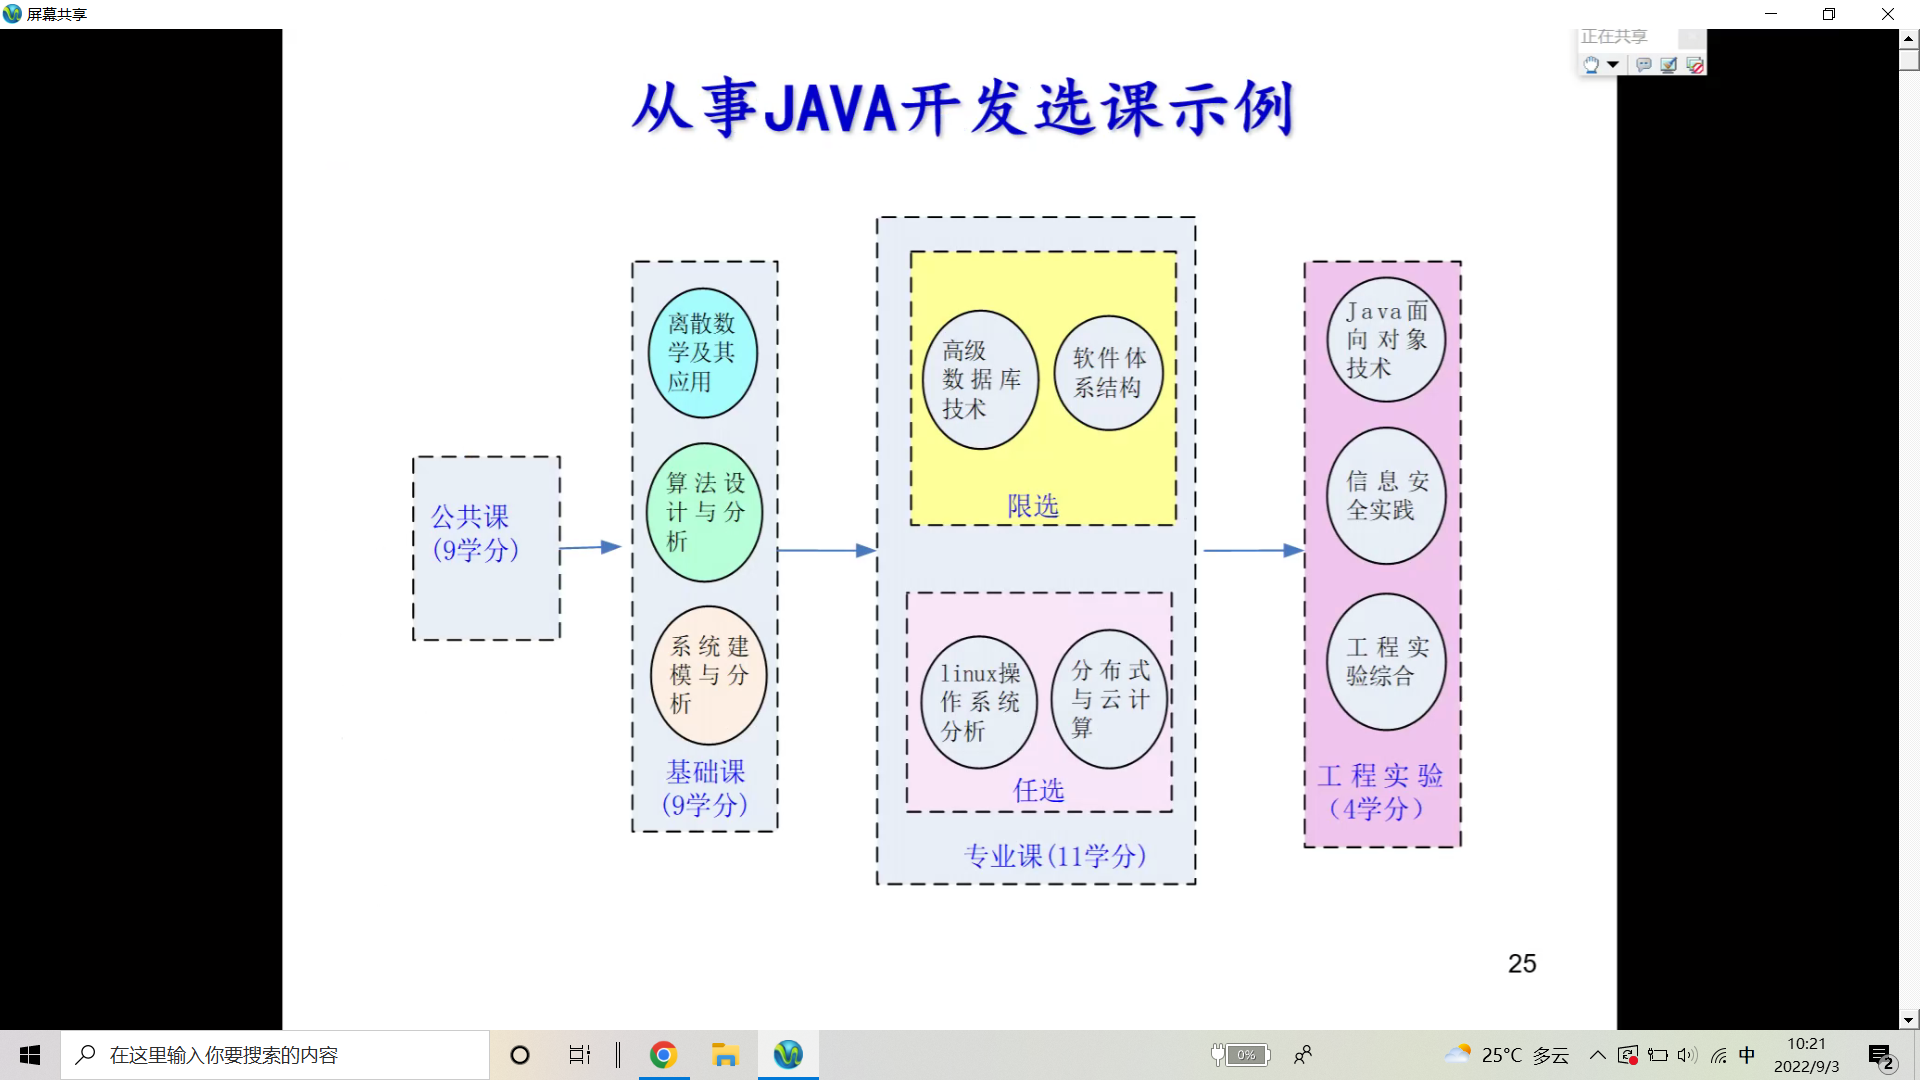 屏幕共享
正在共享
从事JAVA开发选课示例
公共课
(9学分)
离散数
学及其
应用
算法设
计与分
析
系统建
模与分
析
基础课
(9学分)
高级
数据库
技术
软件体
系结构
限选
linux操
作系统
分析
分布式
与云计
算
任选
专业课(11学分)
Java面
向对象
技术
信息安
全实践
工程实
验综合
工程实验
（4学分）
25
在这里输入你要搜索的内容
0%
25°C 多云
中
10:21
2022/9/3
2